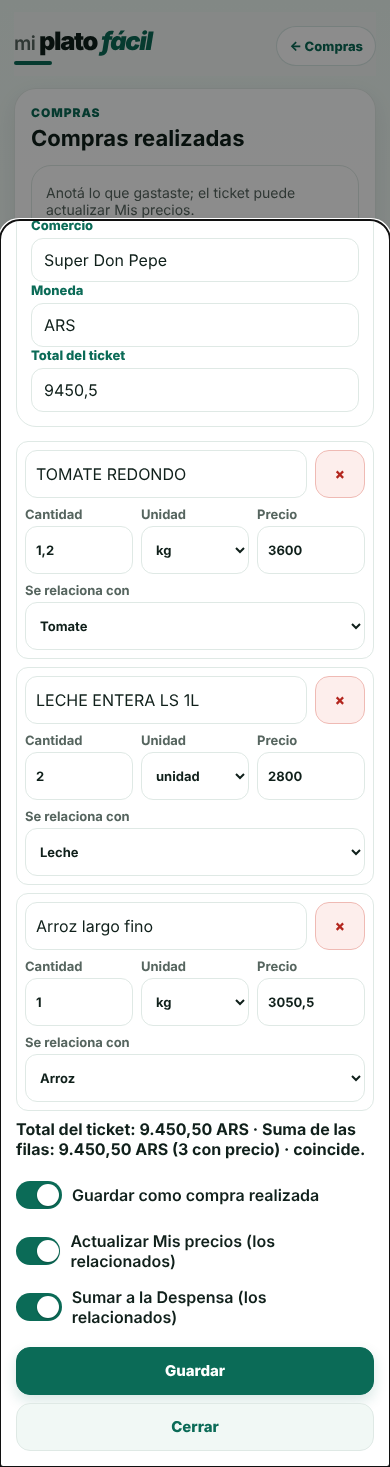 mi plato fácil
← Compras
COMPRAS
Compras realizadas
Anotá lo que gastaste; el ticket puede
actualizar Mis precios.
Comercio
Super Don Pepe
Moneda
ARS
Total del ticket
9450,5
TOMATE REDONDO
×
Cantidad Unidad Precio
1,2 kg 3600
Se relaciona con
Tomate
LECHE ENTERA LS 1L
×
Cantidad Unidad Precio
2 unidad 2800
Se relaciona con
Leche
Arroz largo fino
×
Cantidad Unidad Precio
1 kg 3050,5
Se relaciona con
Arroz
Total del ticket: 9.450,50 ARS · Suma de las
filas: 9.450,50 ARS (3 con precio) · coincide.
Guardar como compra realizada
Actualizar Mis precios (los
relacionados)
Sumar a la Despensa (los
relacionados)
Guardar
Cerrar